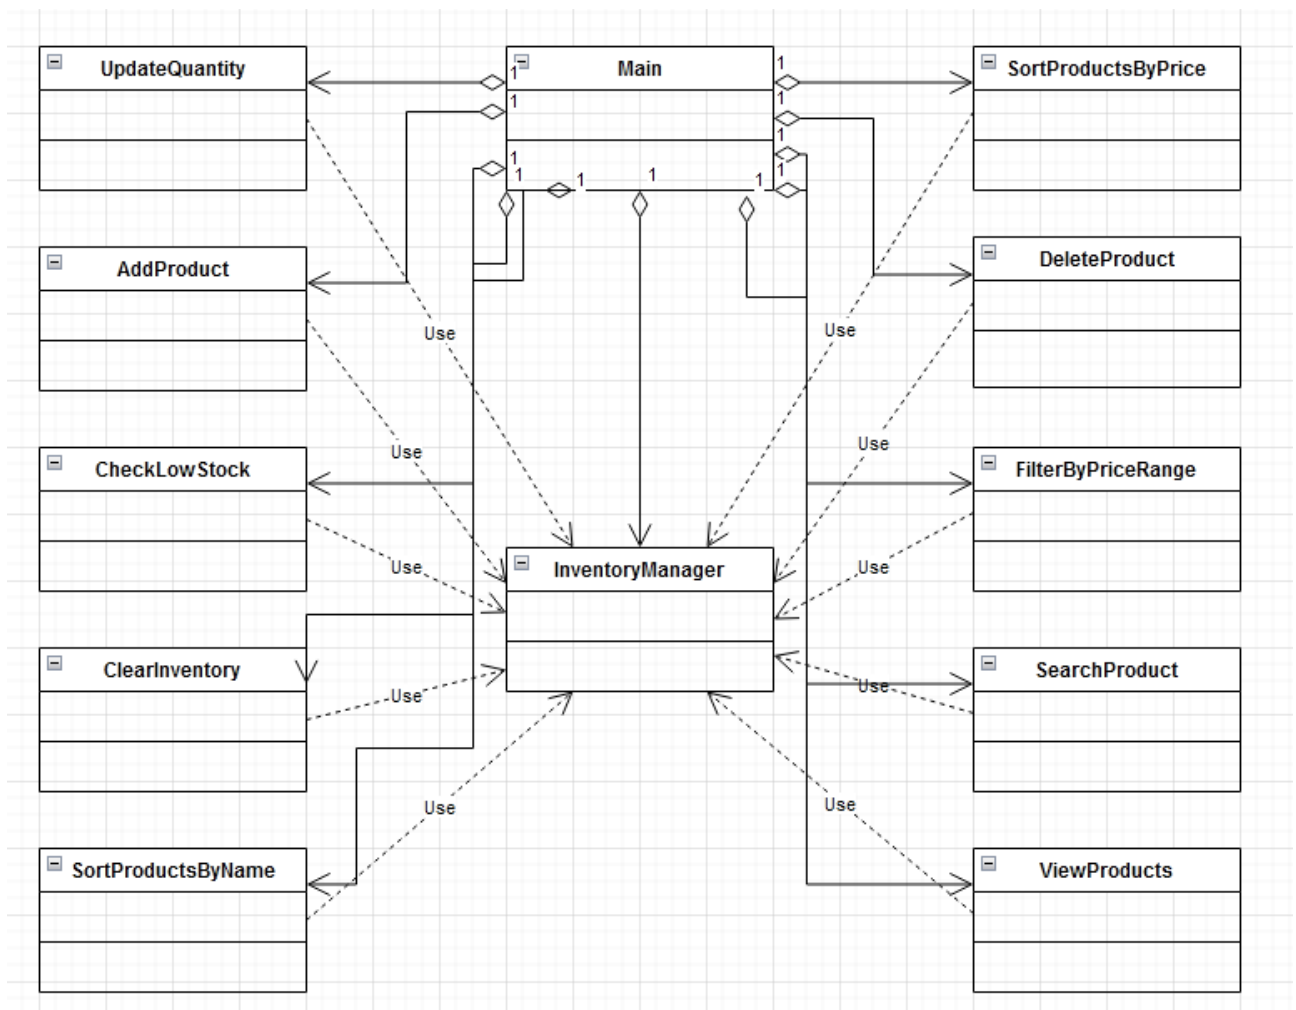 UpdateQuantity
Main
SortProductsByPrice
1
1
1
1
1
1
1
1
1
1
1
AddProduct
DeleteProduct
Use
Use
Use
Use
CheckLowStock
FilterByPriceRange
Use
Use
InventoryManager
ClearInventory
SearchProduct
Use
Use
Use
Use
SortProductsByName
ViewProducts